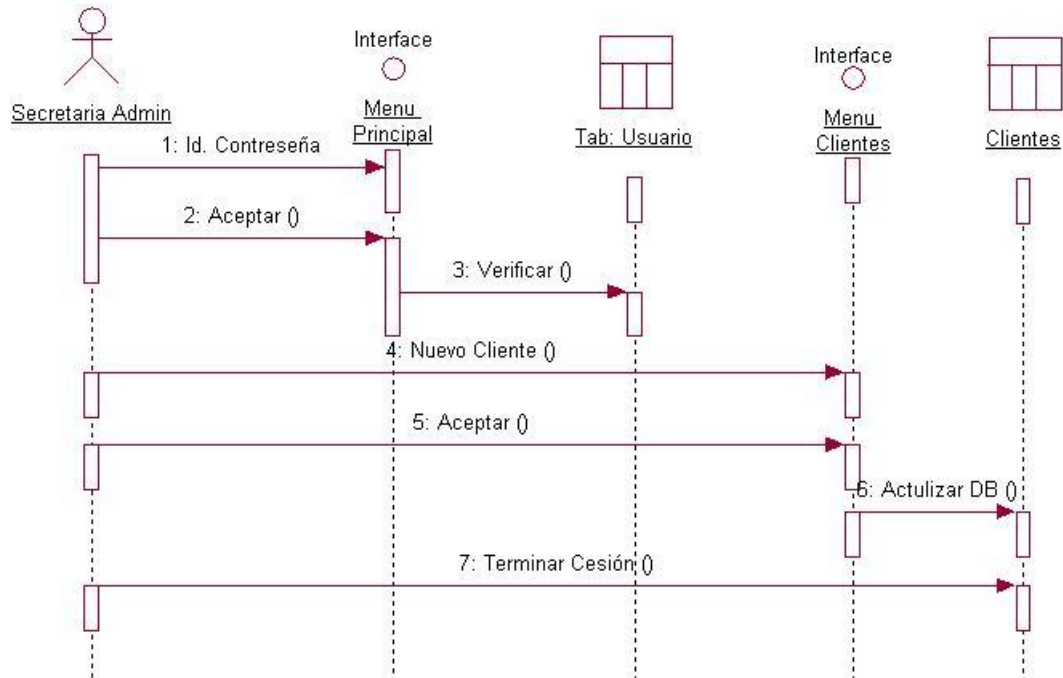 Interface
Interface
Secretaria Admin
Menu
Principal
Tab: Usuario
Menu
Clientes
Clientes
1: Id. Contreseña
2: Aceptar ()
3: Verificar ()
4: Nuevo Cliente ()
5: Aceptar ()
6: Actulizar DB ()
7: Terminar Cesión ()